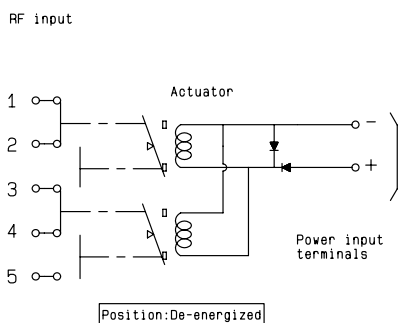 RF input
Actuator
1
2
3
4
5
−
+
Power input
terminals
Position:De-energized